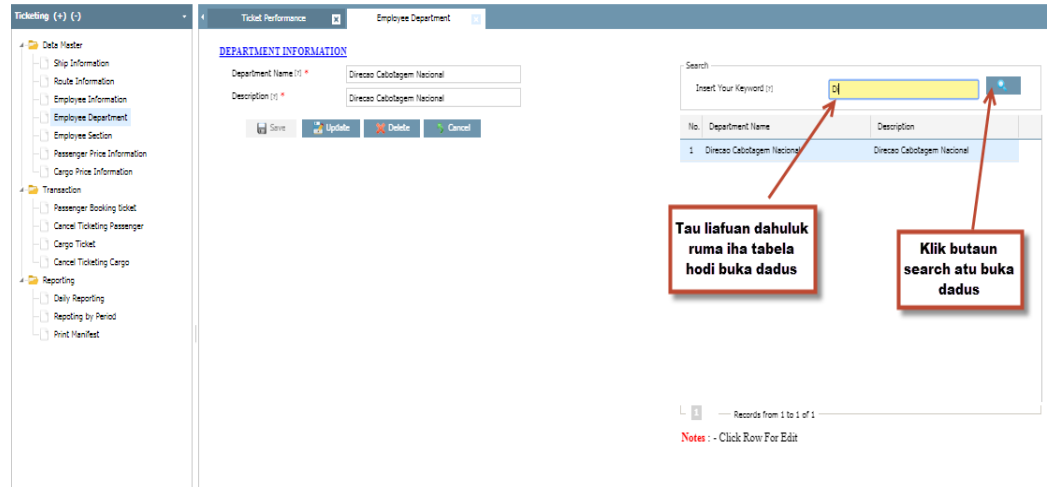 Ticketing (+) (-)
Ticket Performance
Employee Department
Data Master
Ship Information
Route Information
Employee Information
Employee Department
Employee Section
Passenger Price Information
Cargo Price Information
Transaction
Passenger Booking ticket
Cancel Ticketing Passenger
Cargo Ticket
Cancel Ticketing Cargo
Reporting
Daily Reporting
Repoting by Period
Print Manifest
DEPARTMENT INFORMATION
Department Name [?] * Direcao Cabotagem Nacional
Description [?] * Direcao Cabotagem Nacional
Save Update Delete Cancel
Search
Insert Your Keyword [?] Di
No. Department Name Description
1 Direcao Cabotagem Nacional Direcao Cabotagem Nacional
Tau liafuan dahuluk
ruma iha tabela
hodi buka dadus
Klik butaun
search atu buka
dadus
1 Records from 1 to 1 of 1
Notes : - Click Row For Edit